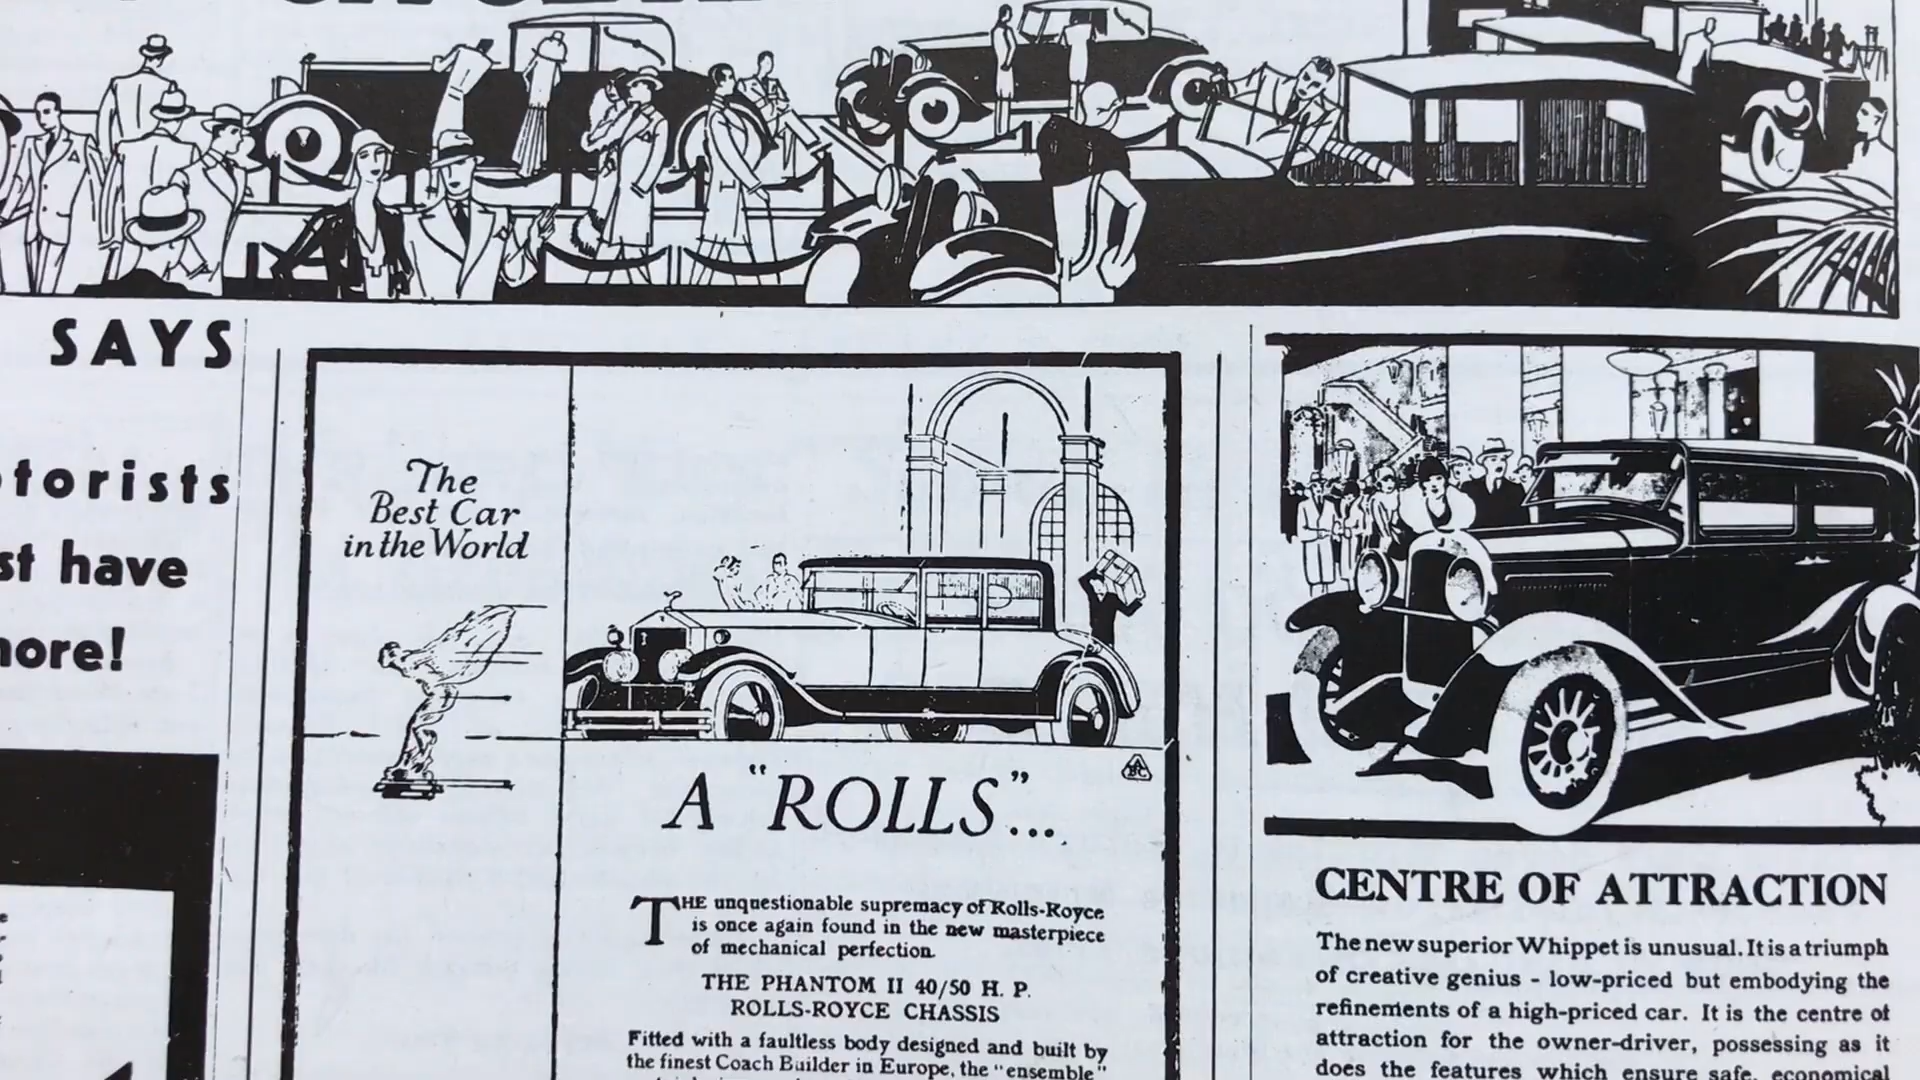 SAYS
have
The
Best Car
in the World
A "ROLLS"...
ABC
THE unquestionable supremacy of Rolls-Royce
is once again found in the new masterpiece
of mechanical perfection.
THE PHANTOM II 40/50 H. P.
ROLLS-ROYCE CHASSIS
Fitted with a faultless body designed and built by
the finest Coach Builder in Europe, the "ensemble"
CENTRE OF ATTRACTION
The new superior Whippet is unusual. It is a triumph
of creative genius - low-priced but embodying the
refinements of a high-priced car. It is the centre of
attraction for the owner-driver, possessing as it
does the features which ensure safe, economical